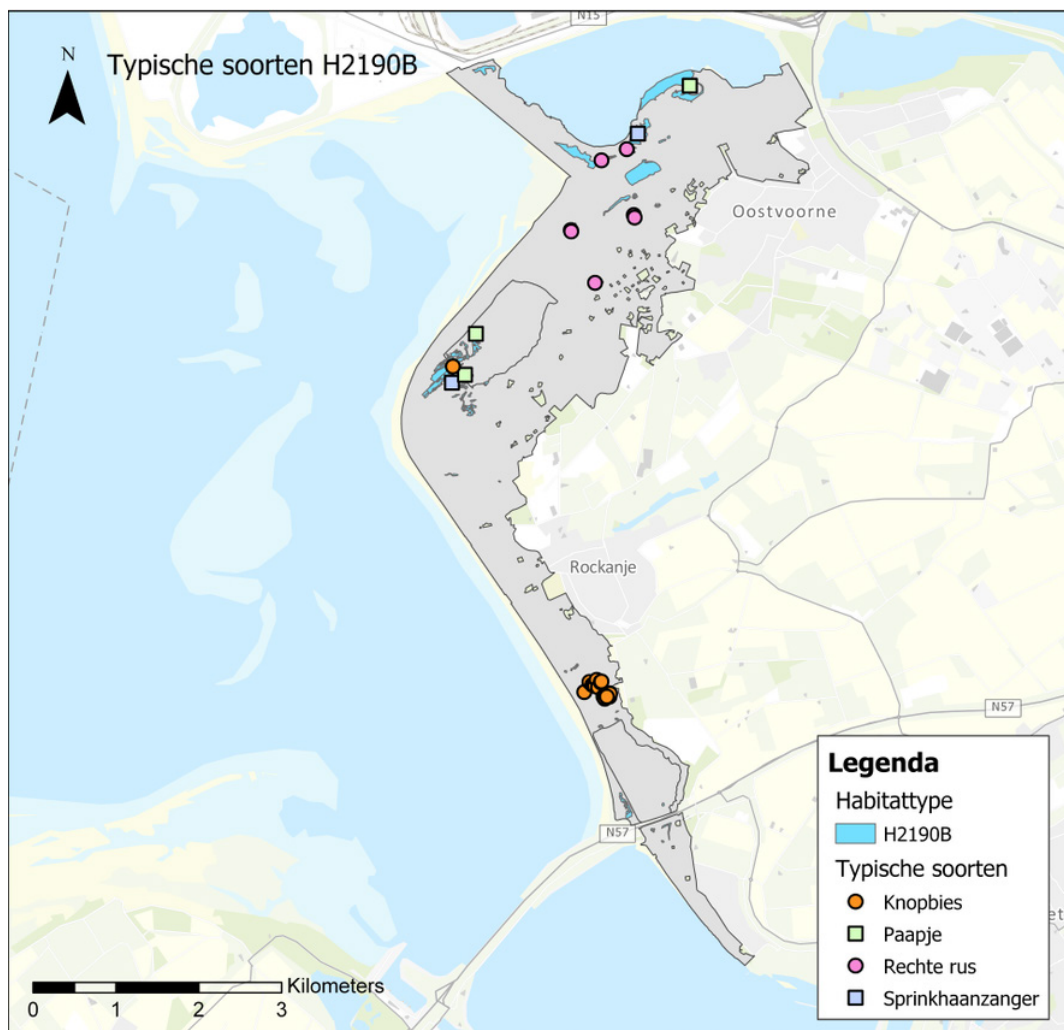 N15
N
Typische soorten H2190B
Oostvoorne
Rockanje
N57
N57
et
Legenda
Habitattype
H2190B
Typische soorten
Knopbies
Paapje
Rechte rus
Sprinkhaanzanger
Kilometers
0 1 2 3